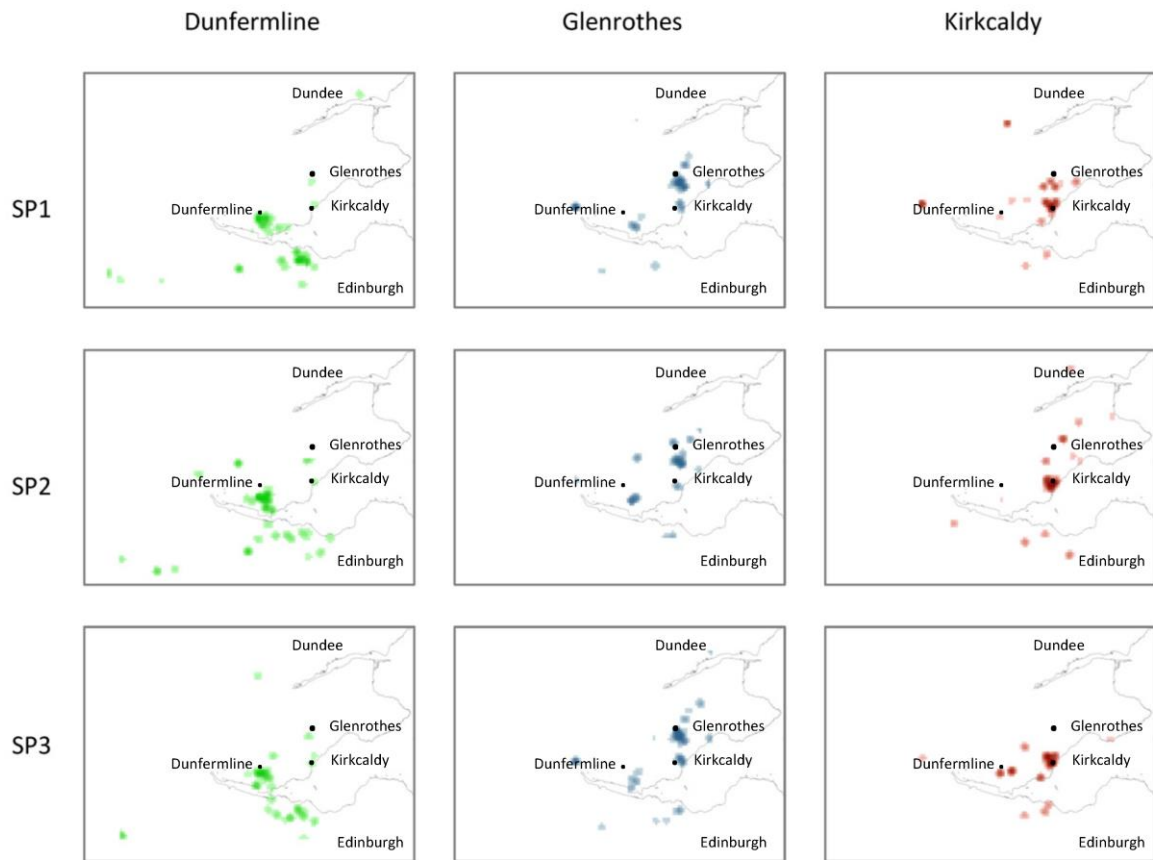 Dunfermline Glenrothes Kirkcaldy
SP1
Dundee
Glenrothes
Dunfermline
Kirkcaldy
Edinburgh
Dundee
Glenrothes
Dunfermline
Kirkcaldy
Edinburgh
Dundee
Glenrothes
Dunfermline
Kirkcaldy
Edinburgh
SP2
Dundee
Glenrothes
Dunfermline
Kirkcaldy
Edinburgh
Dundee
Glenrothes
Dunfermline
Kirkcaldy
Edinburgh
Dundee
Glenrothes
Dunfermline
Kirkcaldy
Edinburgh
SP3
Dundee
Glenrothes
Dunfermline
Kirkcaldy
Edinburgh
Dundee
Glenrothes
Dunfermline
Kirkcaldy
Edinburgh
Dundee
Glenrothes
Dunfermline
Kirkcaldy
Edinburgh